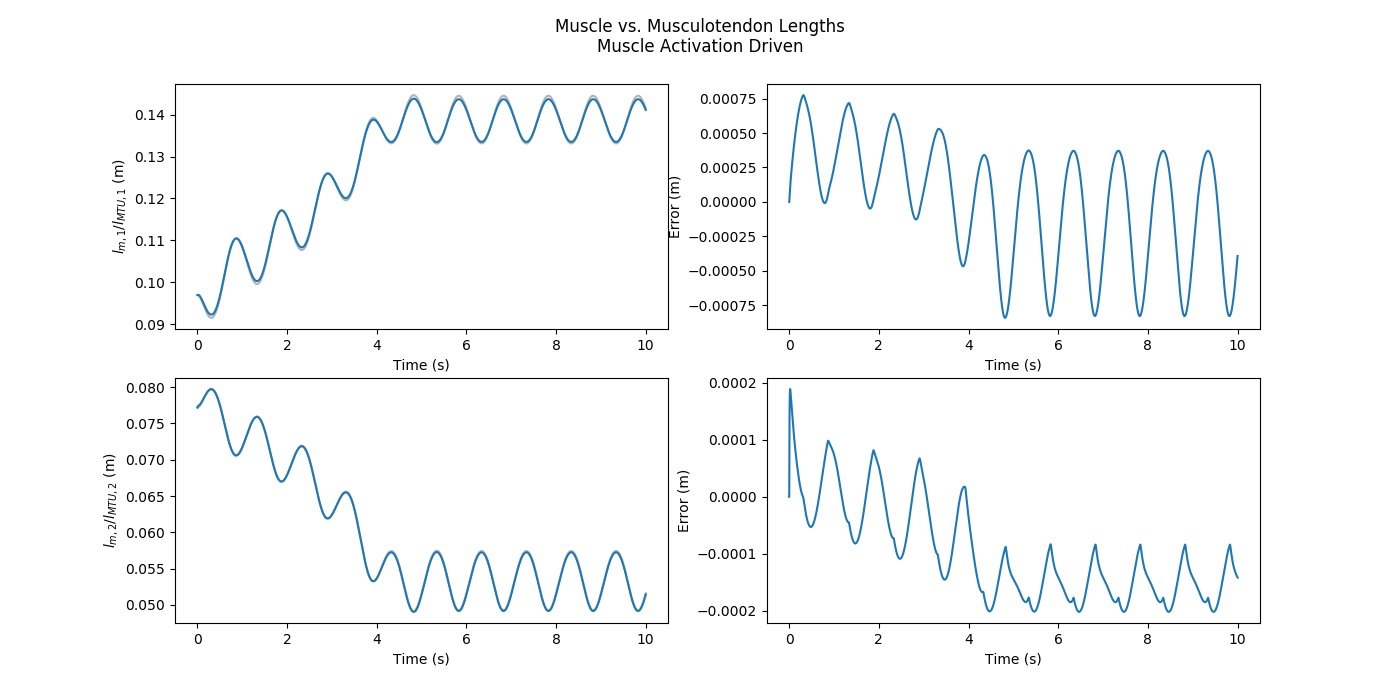 Muscle vs. Musculotendon Lengths
Muscle Activation Driven
l_{m,1}/l_{MTU,1} (m)
0.14
0.13
0.12
0.11
0.10
0.09
0 2 4 6 8 10
Time (s)
Error (m)
0.00075
0.00050
0.00025
0.00000
−0.00025
−0.00050
−0.00075
0 2 4 6 8 10
Time (s)
l_{m,2}/l_{MTU,2} (m)
0.080
0.075
0.070
0.065
0.060
0.055
0.050
0 2 4 6 8 10
Time (s)
Error (m)
0.0002
0.0001
0.0000
−0.0001
−0.0002
0 2 4 6 8 10
Time (s)